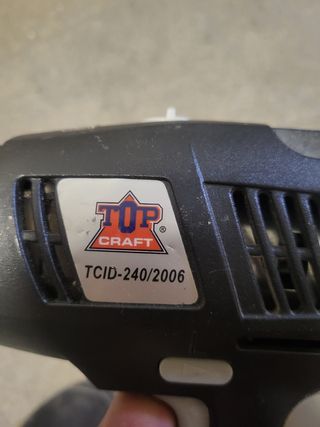 TOP
CRAFT ®
TCID-240/2006